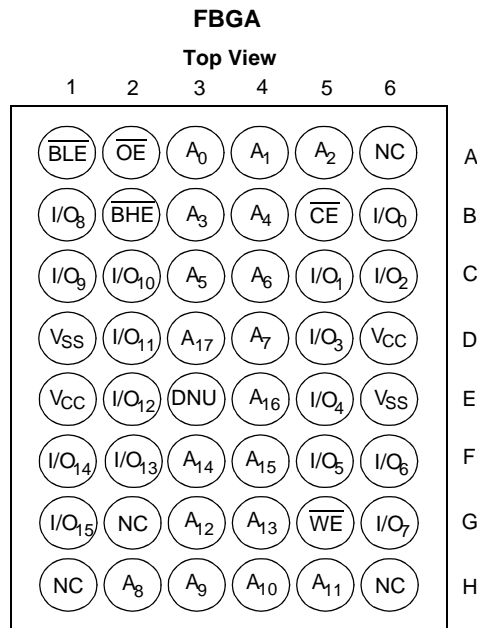 FBGA
Top View
1 2 3 4 5 6
BLE OE A0 A1 A2 NC A
I/O8 BHE A3 A4 CE I/O0 B
I/O9 I/O10 A5 A6 I/O1 I/O2 C
VSS I/O11 A17 A7 I/O3 VCC D
VCC I/O12 DNU A16 I/O4 VSS E
I/O14 I/O13 A14 A15 I/O5 I/O6 F
I/O15 NC A12 A13 WE I/O7 G
NC A8 A9 A10 A11 NC H